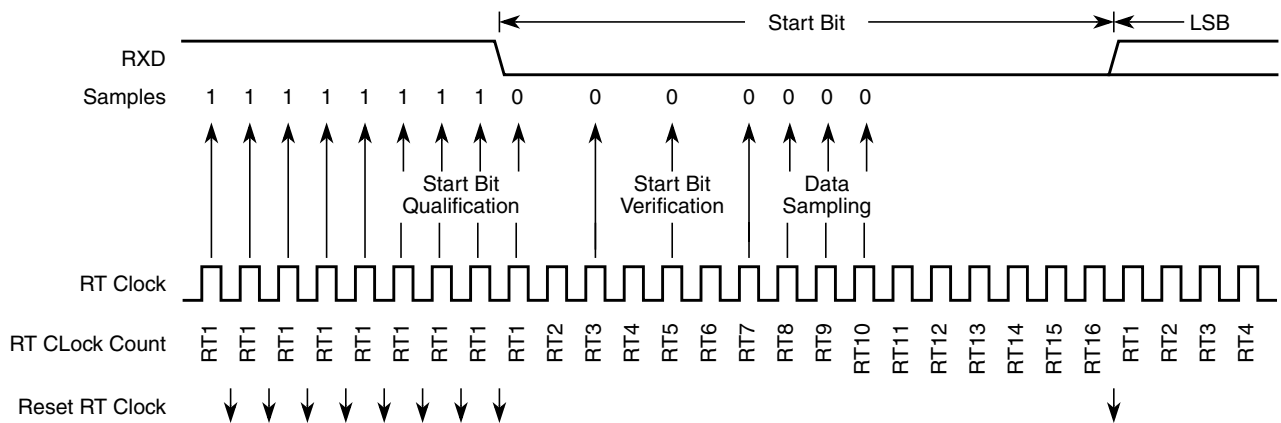 Start Bit
LSB
RXD
Samples 1 1 1 1 1 1 1 1 0 0 0 0 0 0 0
Start Bit Qualification
Start Bit Verification
Data Sampling
RT Clock
RT CLock Count RT1 RT1 RT1 RT1 RT1 RT1 RT1 RT1 RT1 RT2 RT3 RT4 RT5 RT6 RT7 RT8 RT9 RT10 RT11 RT12 RT13 RT14 RT15 RT16 RT1 RT2 RT3 RT4
Reset RT Clock